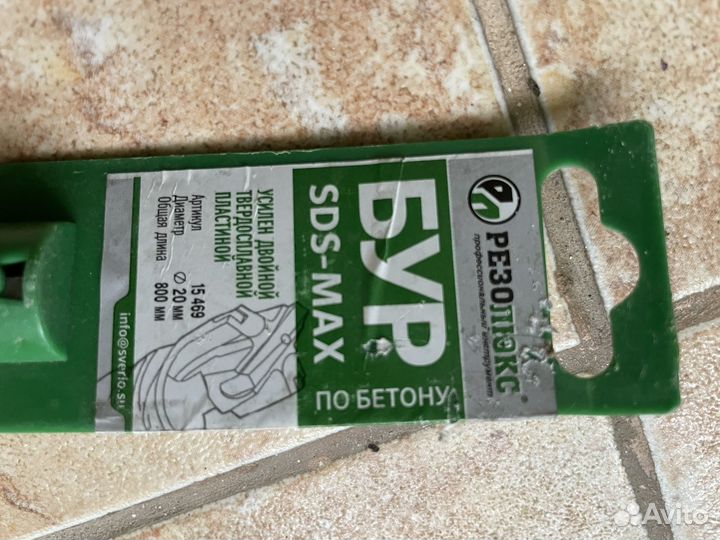 РЕЗОЛЮКС®
профессиональный инструмент
БУР
SDS-MAX
ПО БЕТОНУ
УСИЛЕН ДВОЙНОЙ
ТВЕРДОСПЛАВНОЙ
ПЛАСТИНОЙ
Артикул 15 469
Диаметр ∅ 20 мм
Общая длина 800 мм
info@sverlo.su
Avito